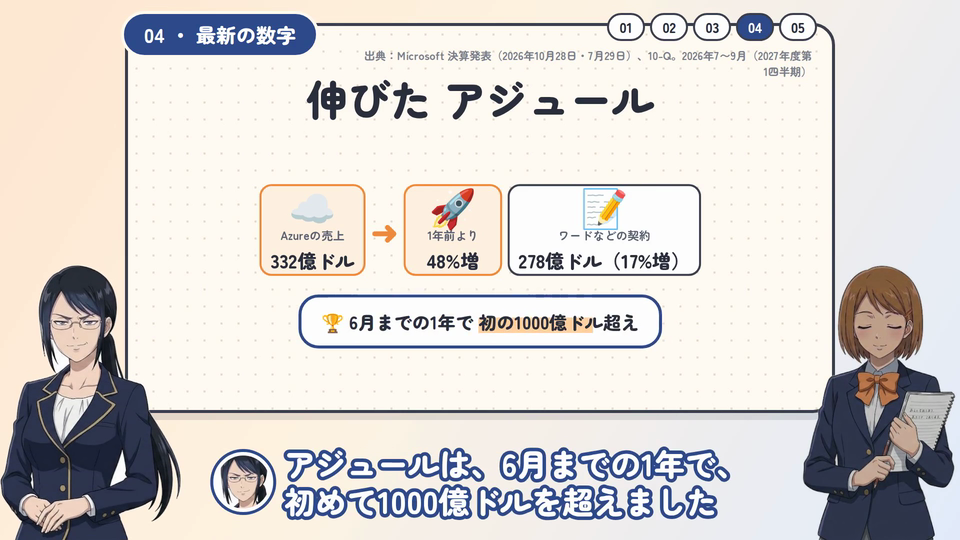 04 ・ 最新の数字
01 02 03 04 05
出典：Microsoft 決算発表（2026年10月28日・7月29日）、10-Q。2026年7〜9月（2027年度第
1四半期）
伸びた アジュール
Azureの売上
332億ドル
1年前より
48%増
ワードなどの契約
278億ドル（17%増）
6月までの1年で 初の1000億ドル超え
アジュールは、6月までの1年で、
初めて1000億ドルを超えました